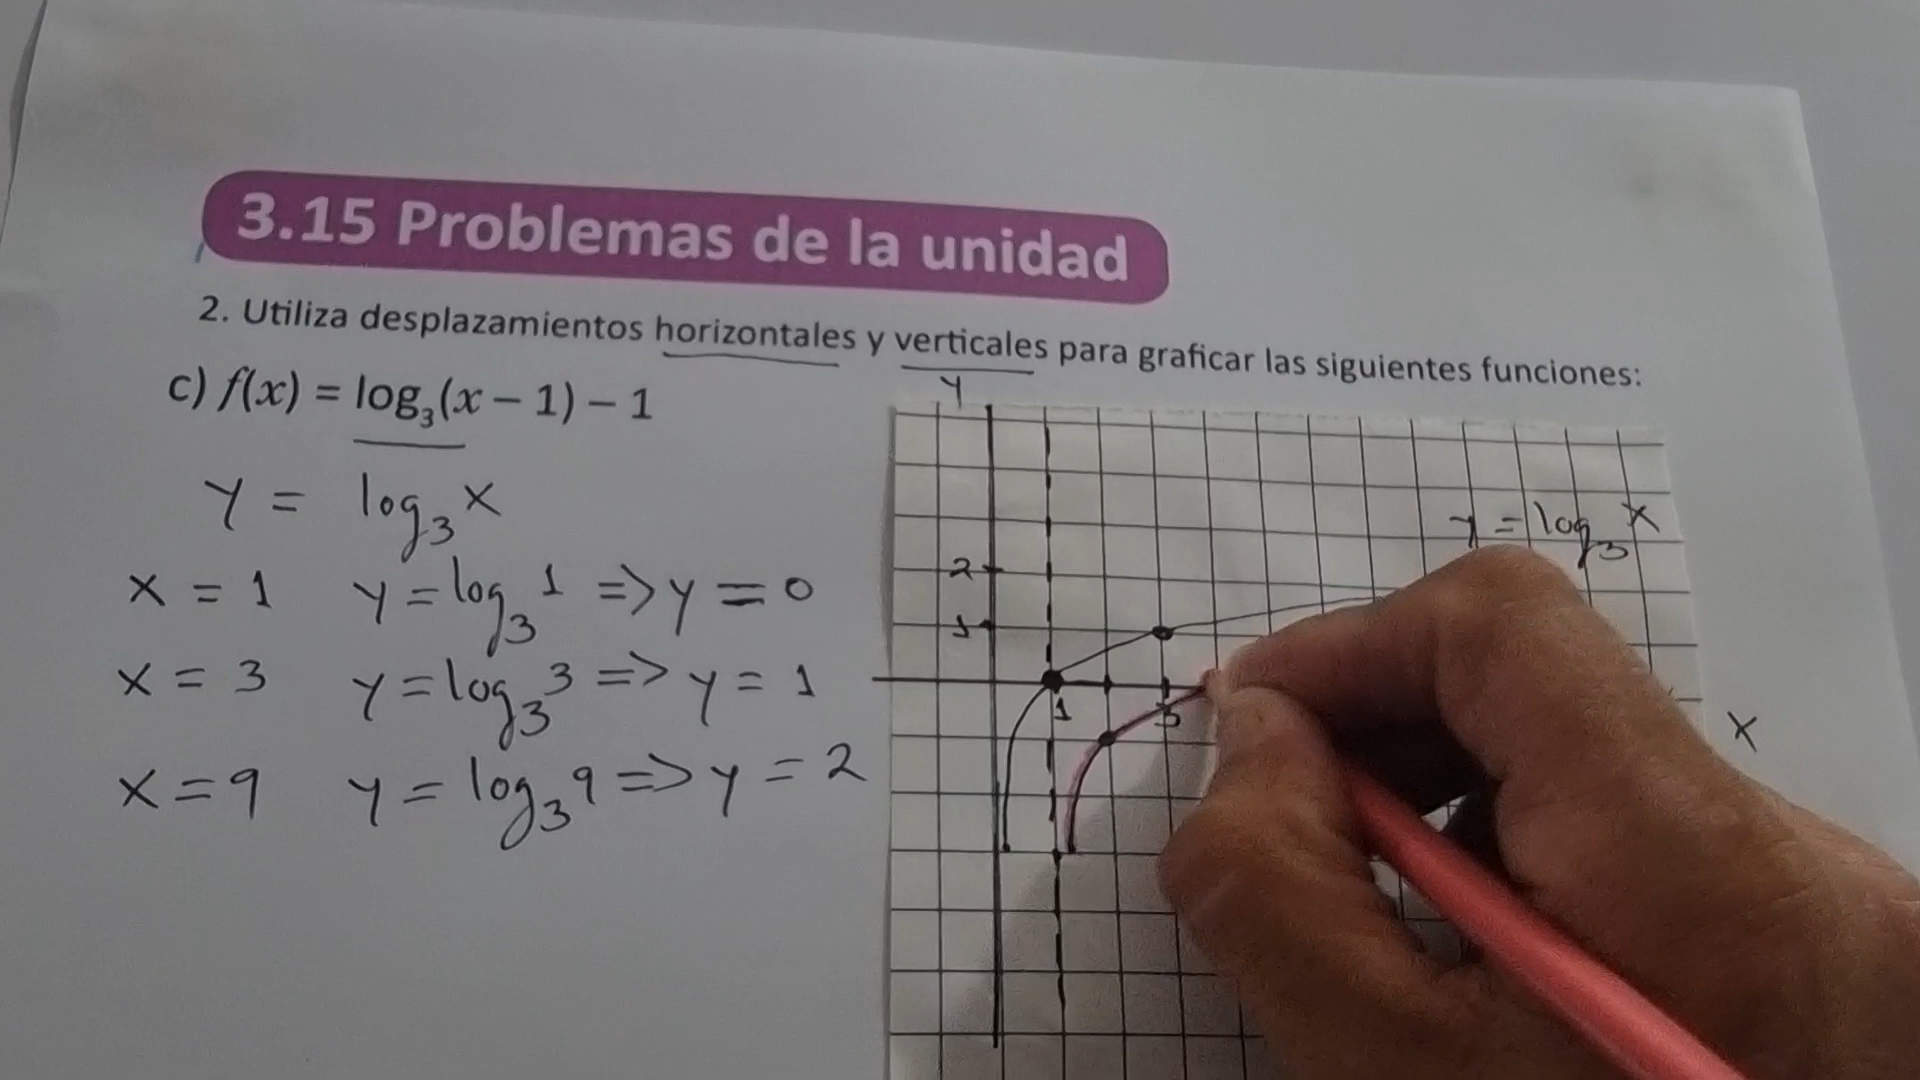 3.15 Problemas de la unidad
2. Utiliza desplazamientos horizontales y verticales para graficar las siguientes funciones:
c) f(x) = log₃(x – 1) – 1
y = log₃ x
x = 1 y = log₃ 1 => y = 0
x = 3 y = log₃ 3 => y = 1
x = 9 y = log₃ 9 => y = 2
y
y = log₃ x
2
1
1 3
x